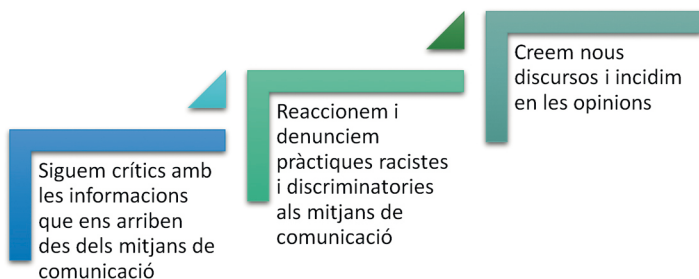 Siguem crítics amb
les informacions
que ens arriben
des dels mitjans de
comunicació
Reaccionem i
denunciem
pràctiques racistes
i discriminatories
als mitjans de
comunicació
Creem nous
discursos i incidim
en les opinions